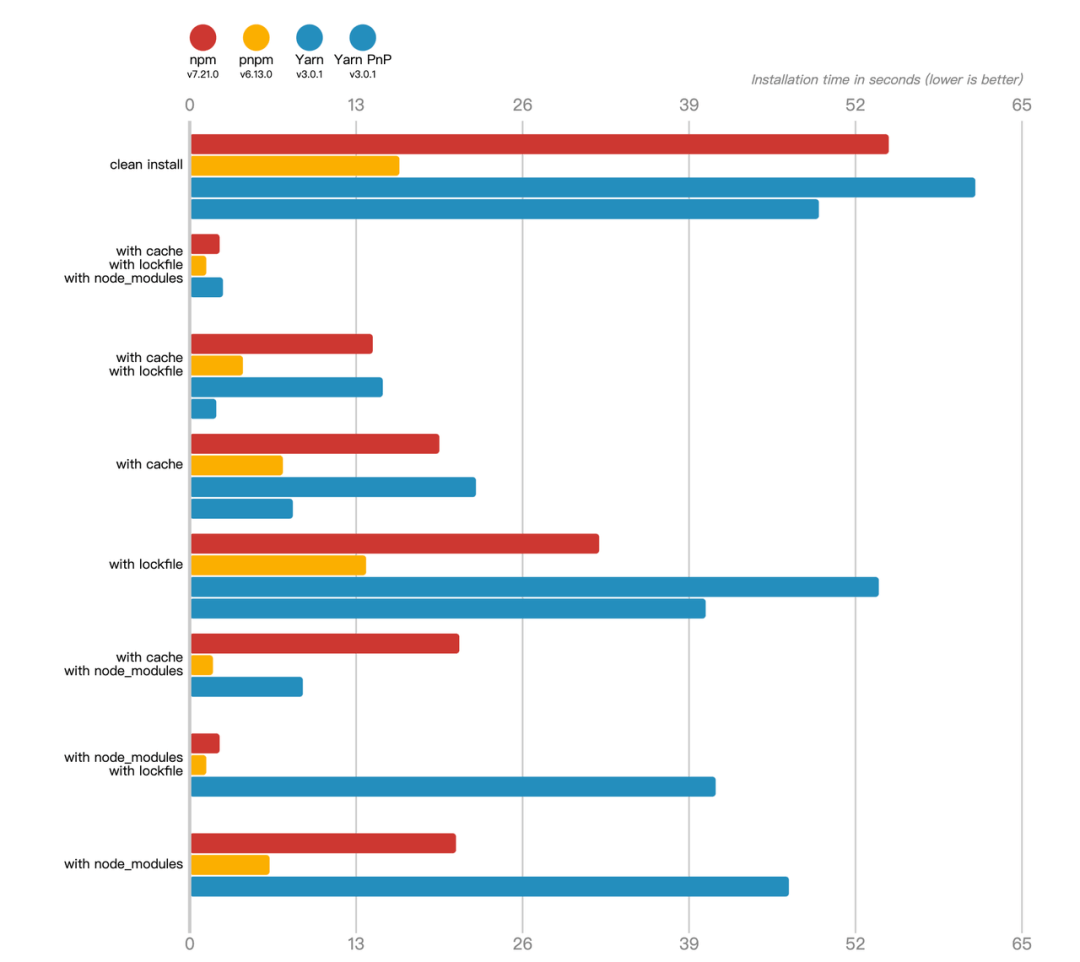 npm pnpm Yarn Yarn PnP
v7.21.0 v6.13.0 v3.0.1 v3.0.1
Installation time in seconds (lower is better)
0 13 26 39 52 65
clean install
with cache
with lockfile
with node_modules
with cache
with lockfile
with cache
with lockfile
with cache
with node_modules
with node_modules
with lockfile
with node_modules
0 13 26 39 52 65